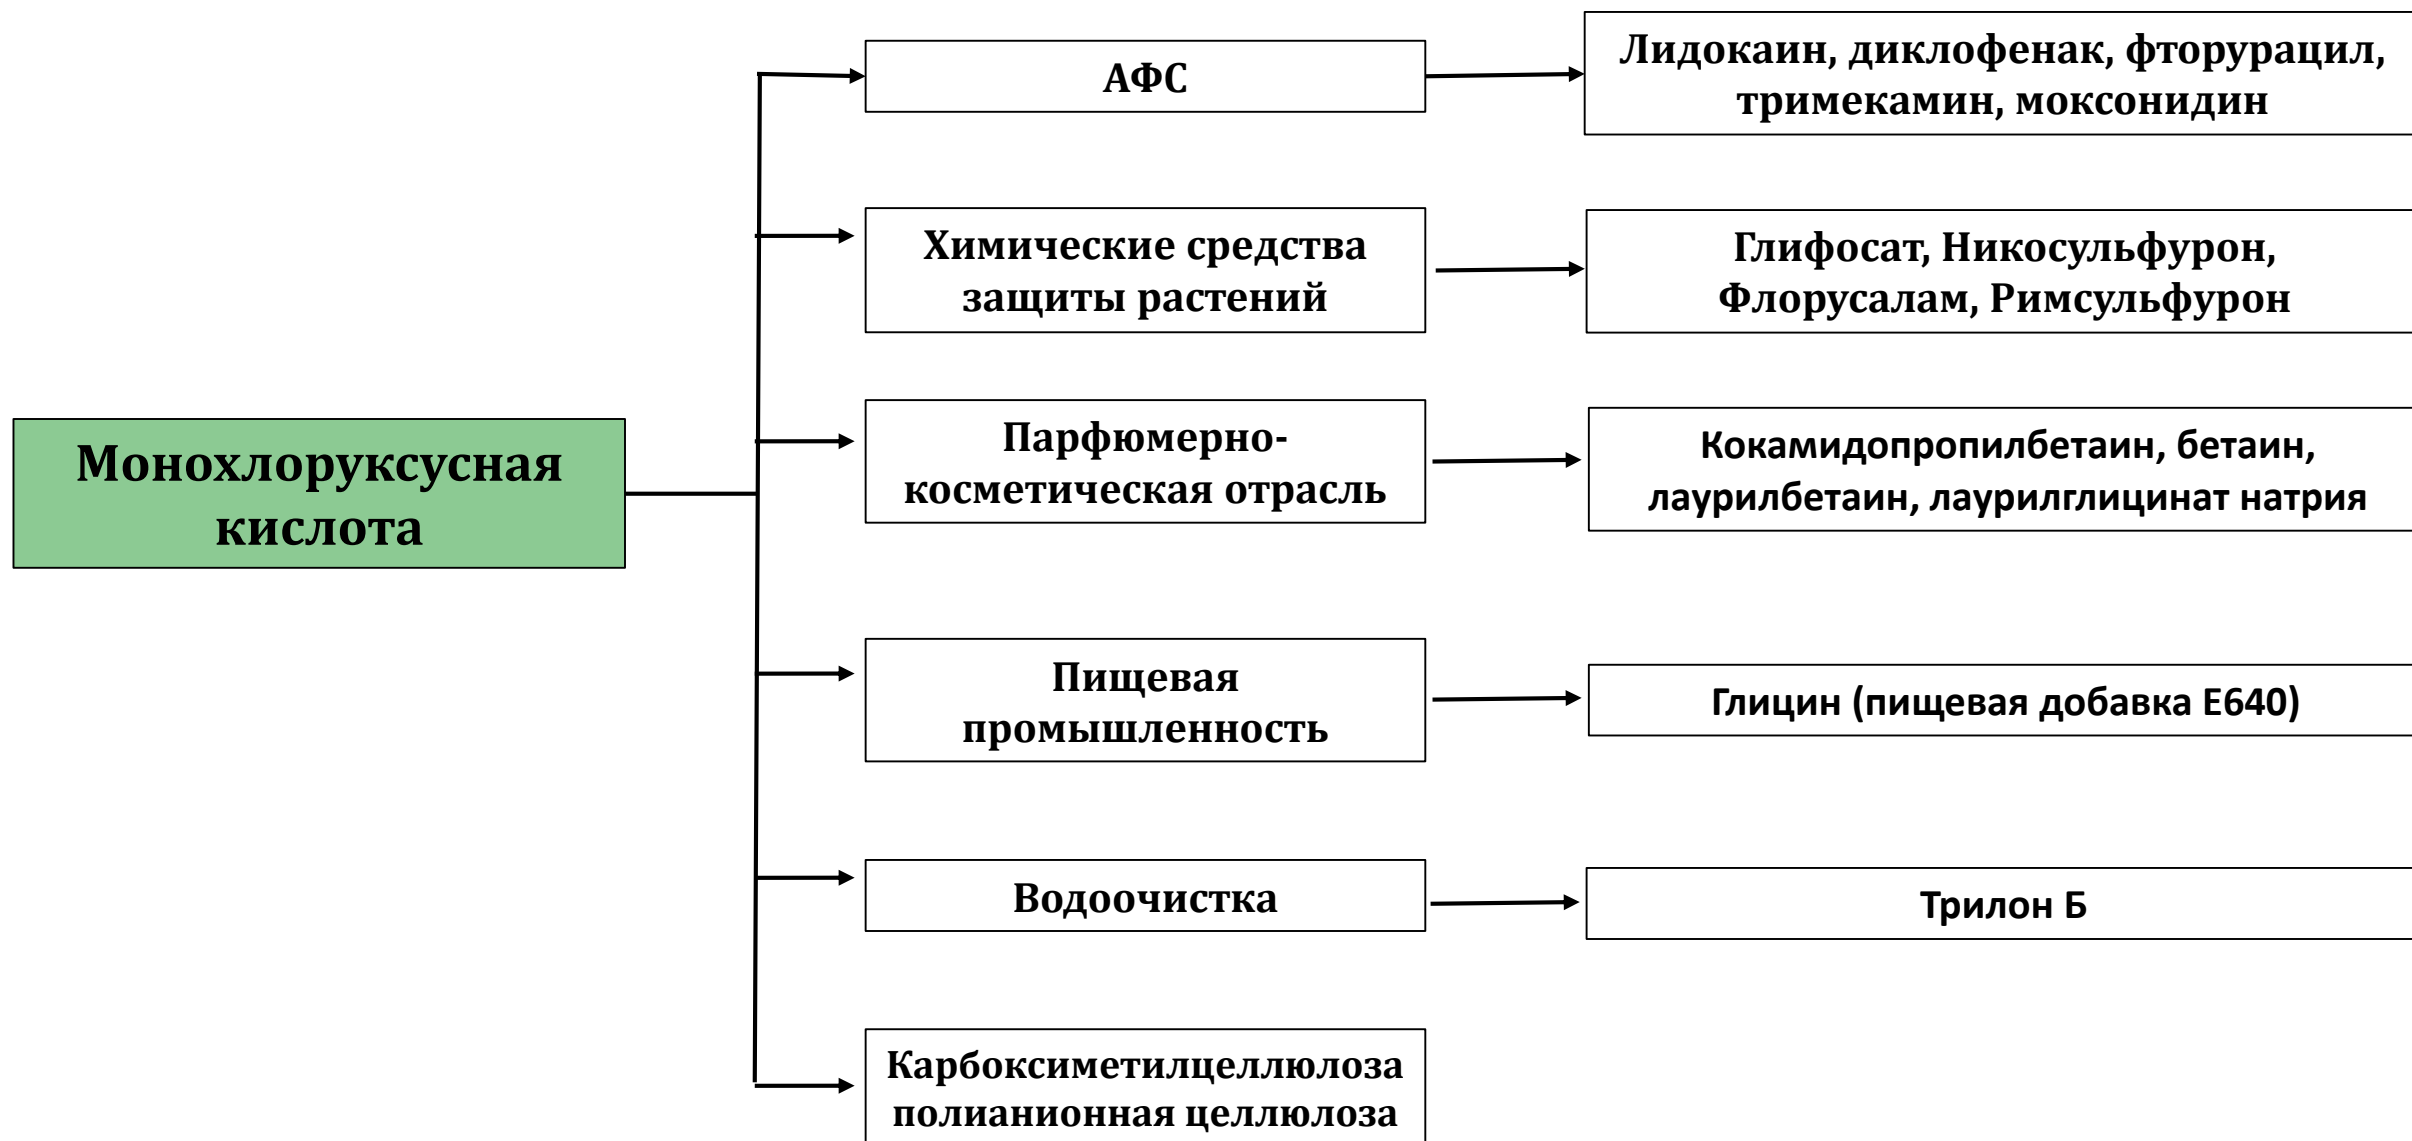 Монохлоруксусная
кислота
АФС
Лидокаин, диклофенак, фторурацил,
тримекамин, моксонидин
Химические средства
защиты растений
Глифосат, Никосульфурон,
Флорусалам, Римсульфурон
Парфюмерно-
косметическая отрасль
Кокамидопропилбетаин, бетаин,
лаурилбетаин, лаурилглицинат натрия
Пищевая
промышленность
Глицин (пищевая добавка Е640)
Водоочистка
Трилон Б
Карбоксиметилцеллюлоза
полианионная целлюлоза